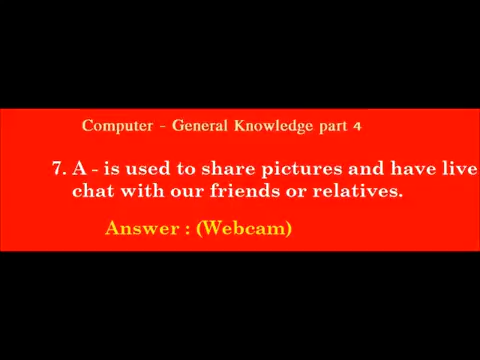 Computer - General Knowledge part 4
7. A - is used to share pictures and have live
chat with our friends or relatives.
Answer : (Webcam)